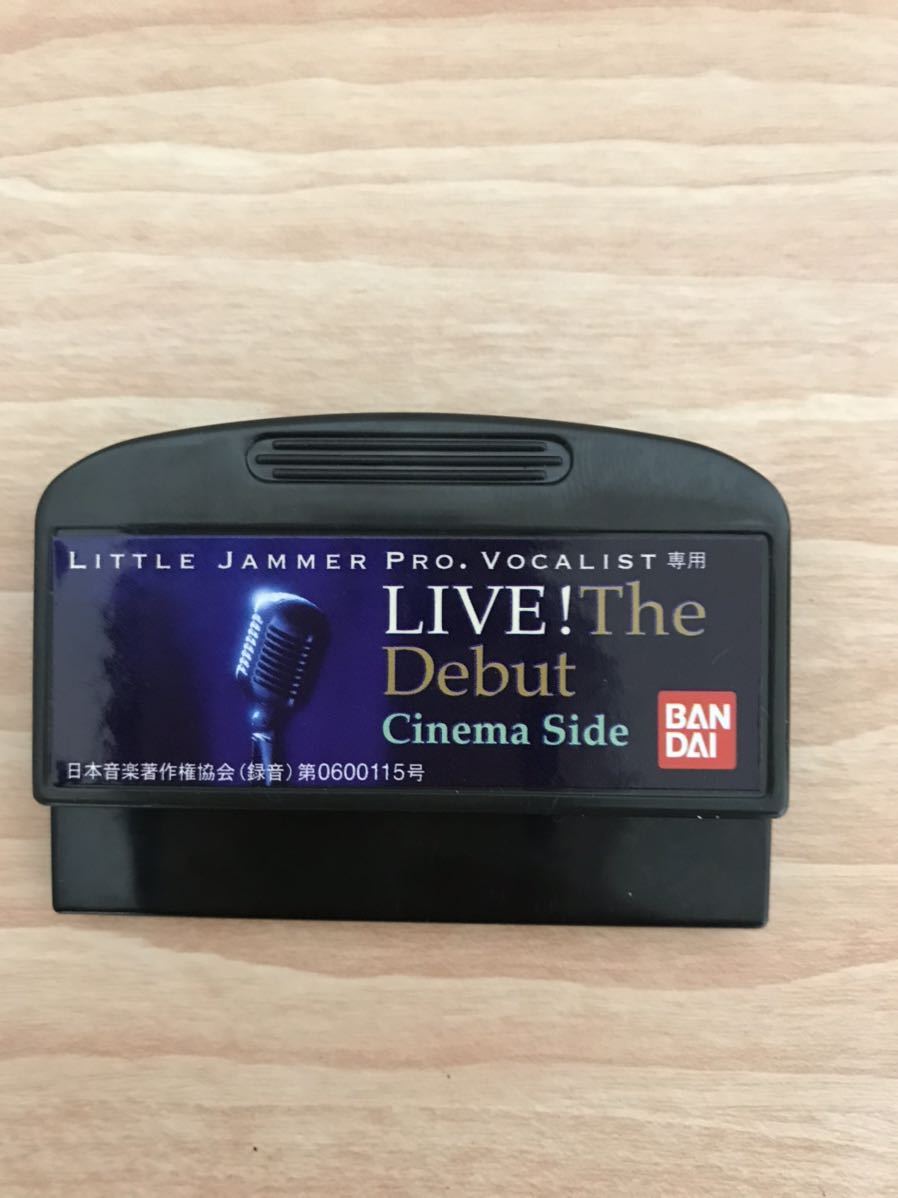 LITTLE JAMMER PRO. VOCALIST 専用
LIVE! The
Debut
Cinema Side
BAN
DAI
日本音楽著作権協会(録音)第0600115号